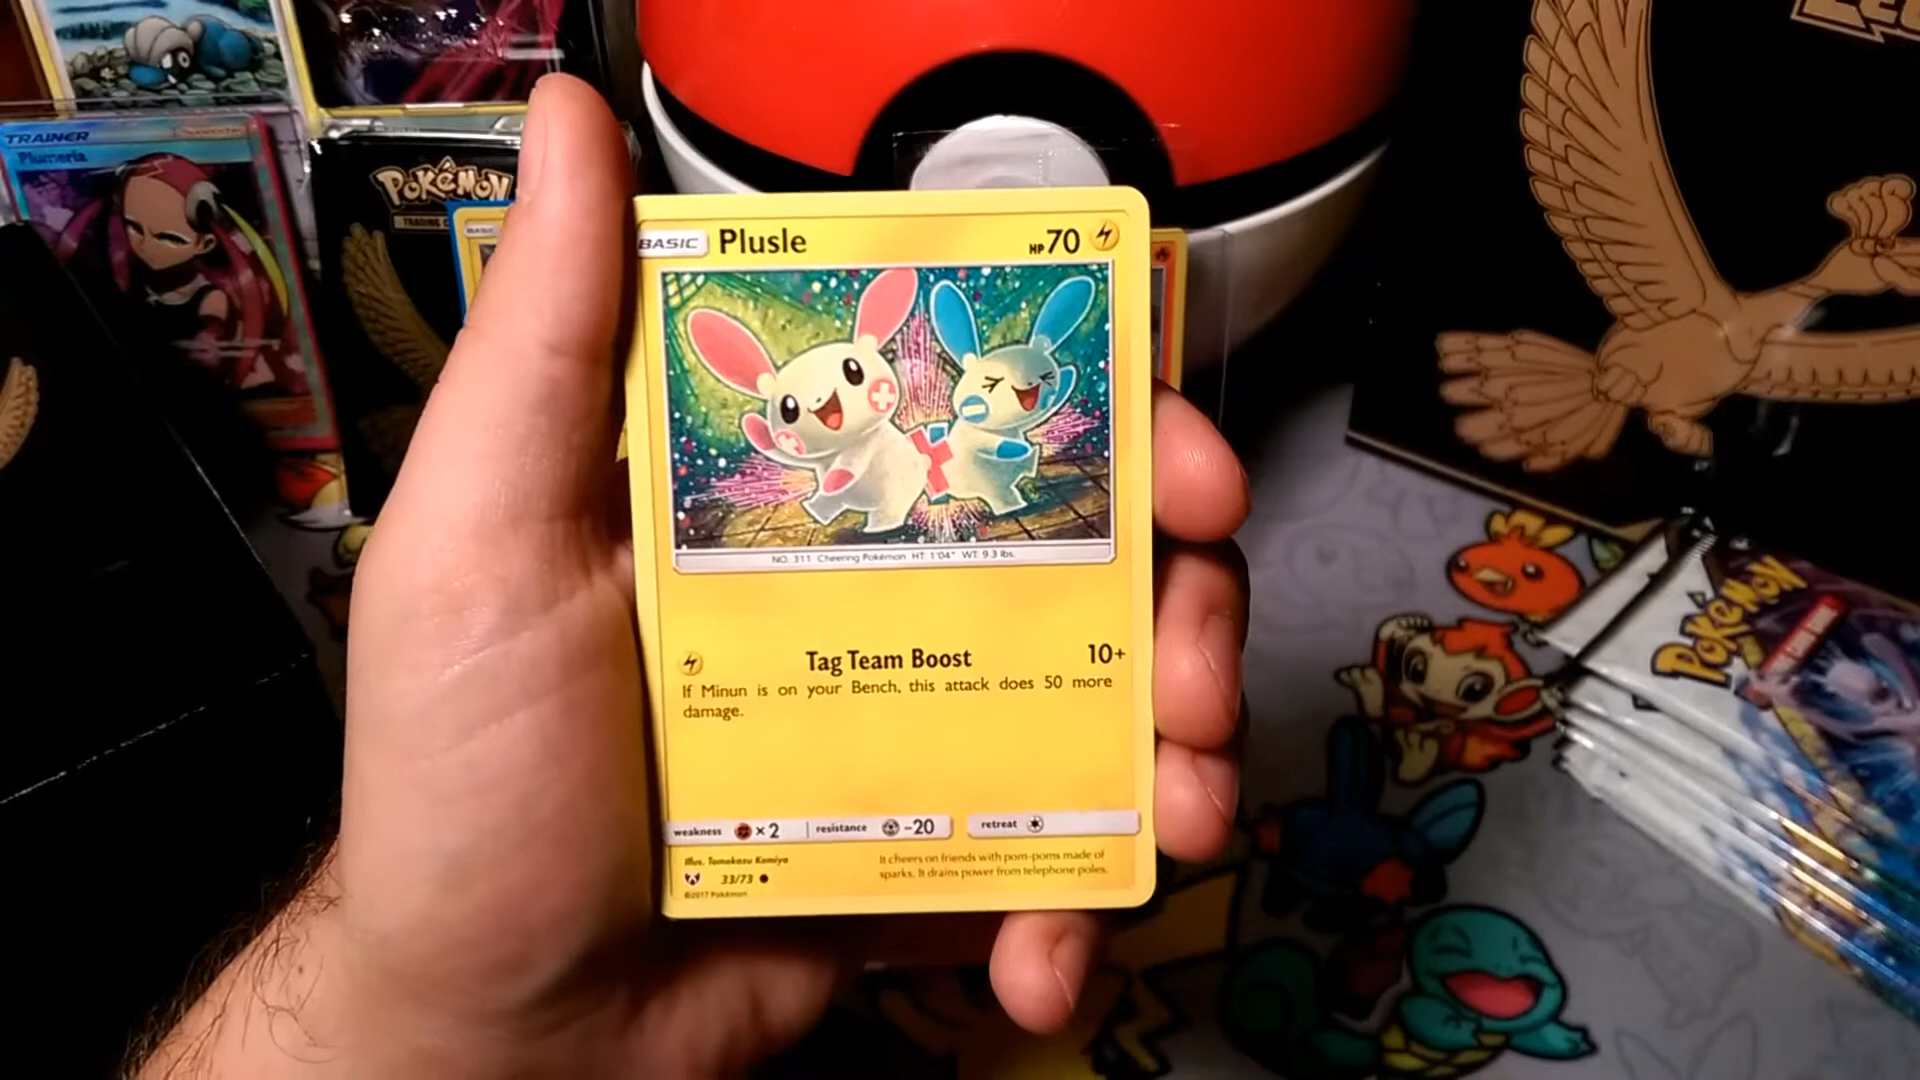 TRAINER
Plumeria
POKÉMON
TRADING C
BASIC
BASIC Plusle HP 70
NO. 311 Cheering Pokémon HT: 1'04" WT: 9.3 lbs.
Tag Team Boost 10+
If Minun is on your Bench, this attack does 50 more
damage.
weakness ×2 resistance -20 retreat
Illus. Tomokazu Komiya
33/73
©2017 Pokémon
It cheers on friends with pom-poms made of
sparks. It drains power from telephone poles.
POKÉMON